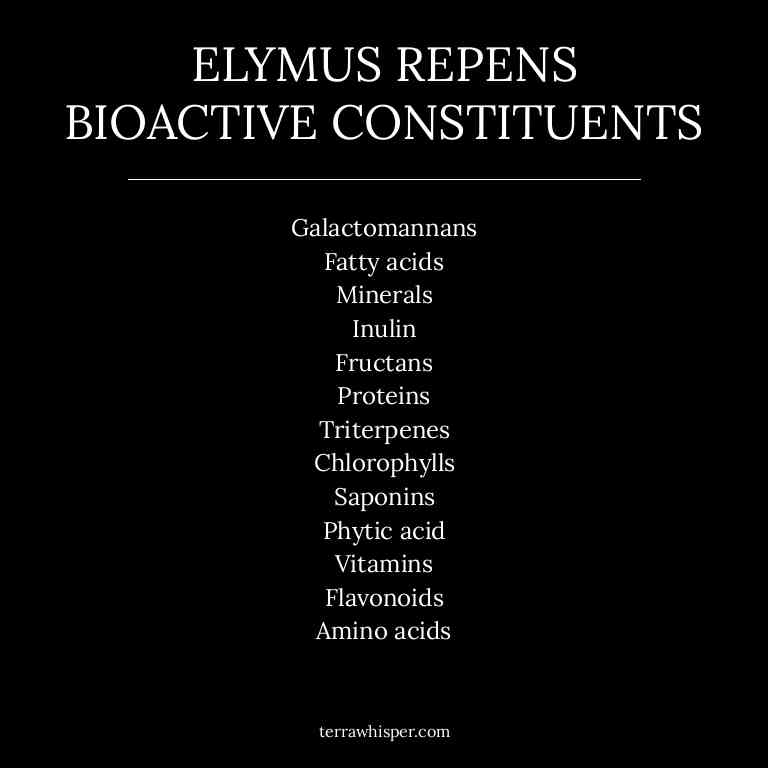 ELYMUS REPENS
BIOACTIVE CONSTITUENTS
Galactomannans
Fatty acids
Minerals
Inulin
Fructans
Proteins
Triterpenes
Chlorophylls
Saponins
Phytic acid
Vitamins
Flavonoids
Amino acids
terrawhisper.com